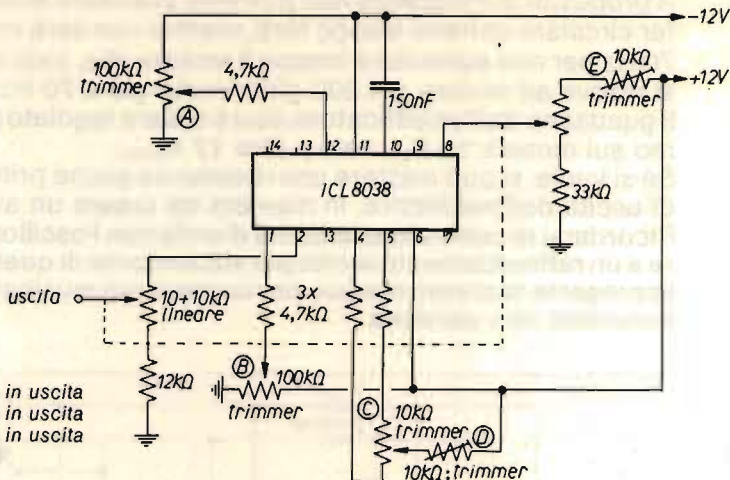 -12V
10kΩ
E
+12V
trimmer
100kΩ
trimmer
4,7kΩ
A
150nF
14 13 12 11 10 9 8
ICL8038
1 2 3 4 5 6 7
33kΩ
uscita
10+10kΩ
lineare
3x
4,7kΩ
12kΩ
B
100kΩ
trimmer
C
10kΩ
trimmer
D
10kΩ trimmer
in uscita
in uscita
in uscita